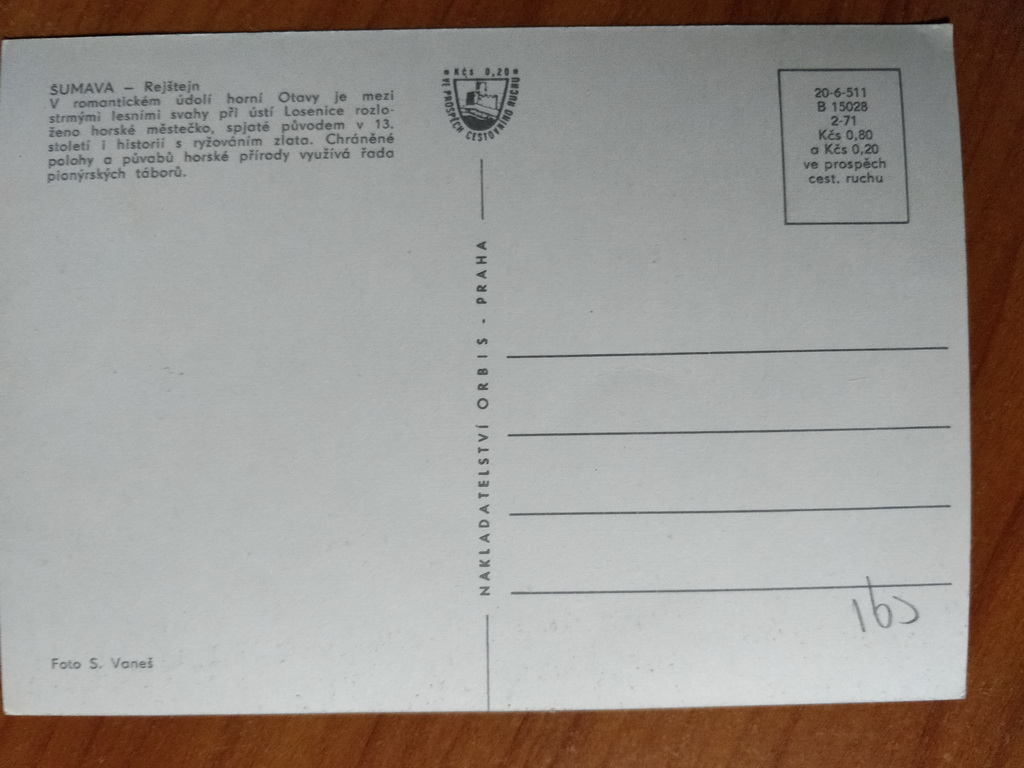 ŠUMAVA — Rejštejn
V romantickém údolí horní Otavy je mezi
strmými lesními svahy při ústí Losenice rozlo-
ženo horské městečko, spjaté původem v 13.
století i historií s ryžováním zlata. Chráněné
polohy a půvabů horské přírody využívá řada
pionýrských táborů.
Foto S. Vaneš
• Kčs 0,20 •
VE PROSPĚCH CESTOVNÍHO RUCHU
NAKLADATELSTVÍ ORBIS - PRAHA
20-6-511
B 15028
2-71
Kčs 0,80
a Kčs 0,20
ve prospěch
cest. ruchu